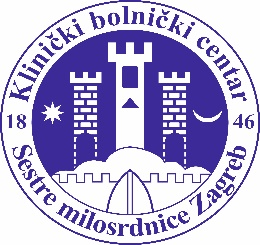 Klinički bolnički centar
18 46
Sestre milosrdnice Zagreb